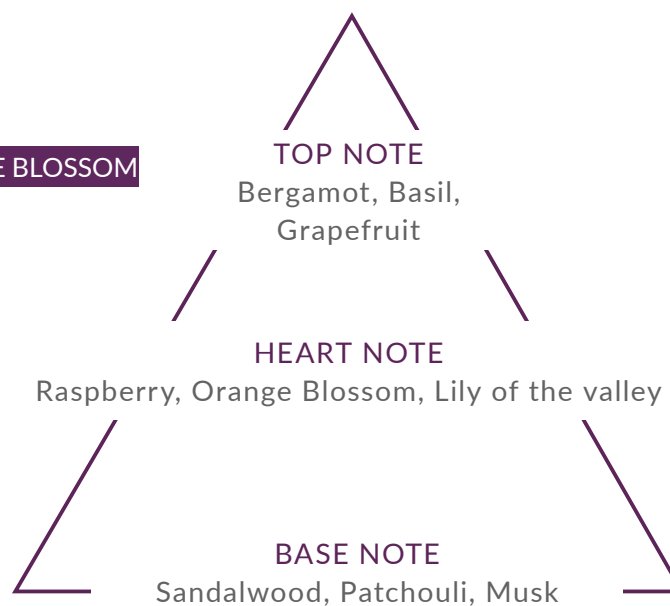 E BLOSSOM
TOP NOTE
Bergamot, Basil,
Grapefruit
HEART NOTE
Raspberry, Orange Blossom, Lily of the valley
BASE NOTE
Sandalwood, Patchouli, Musk